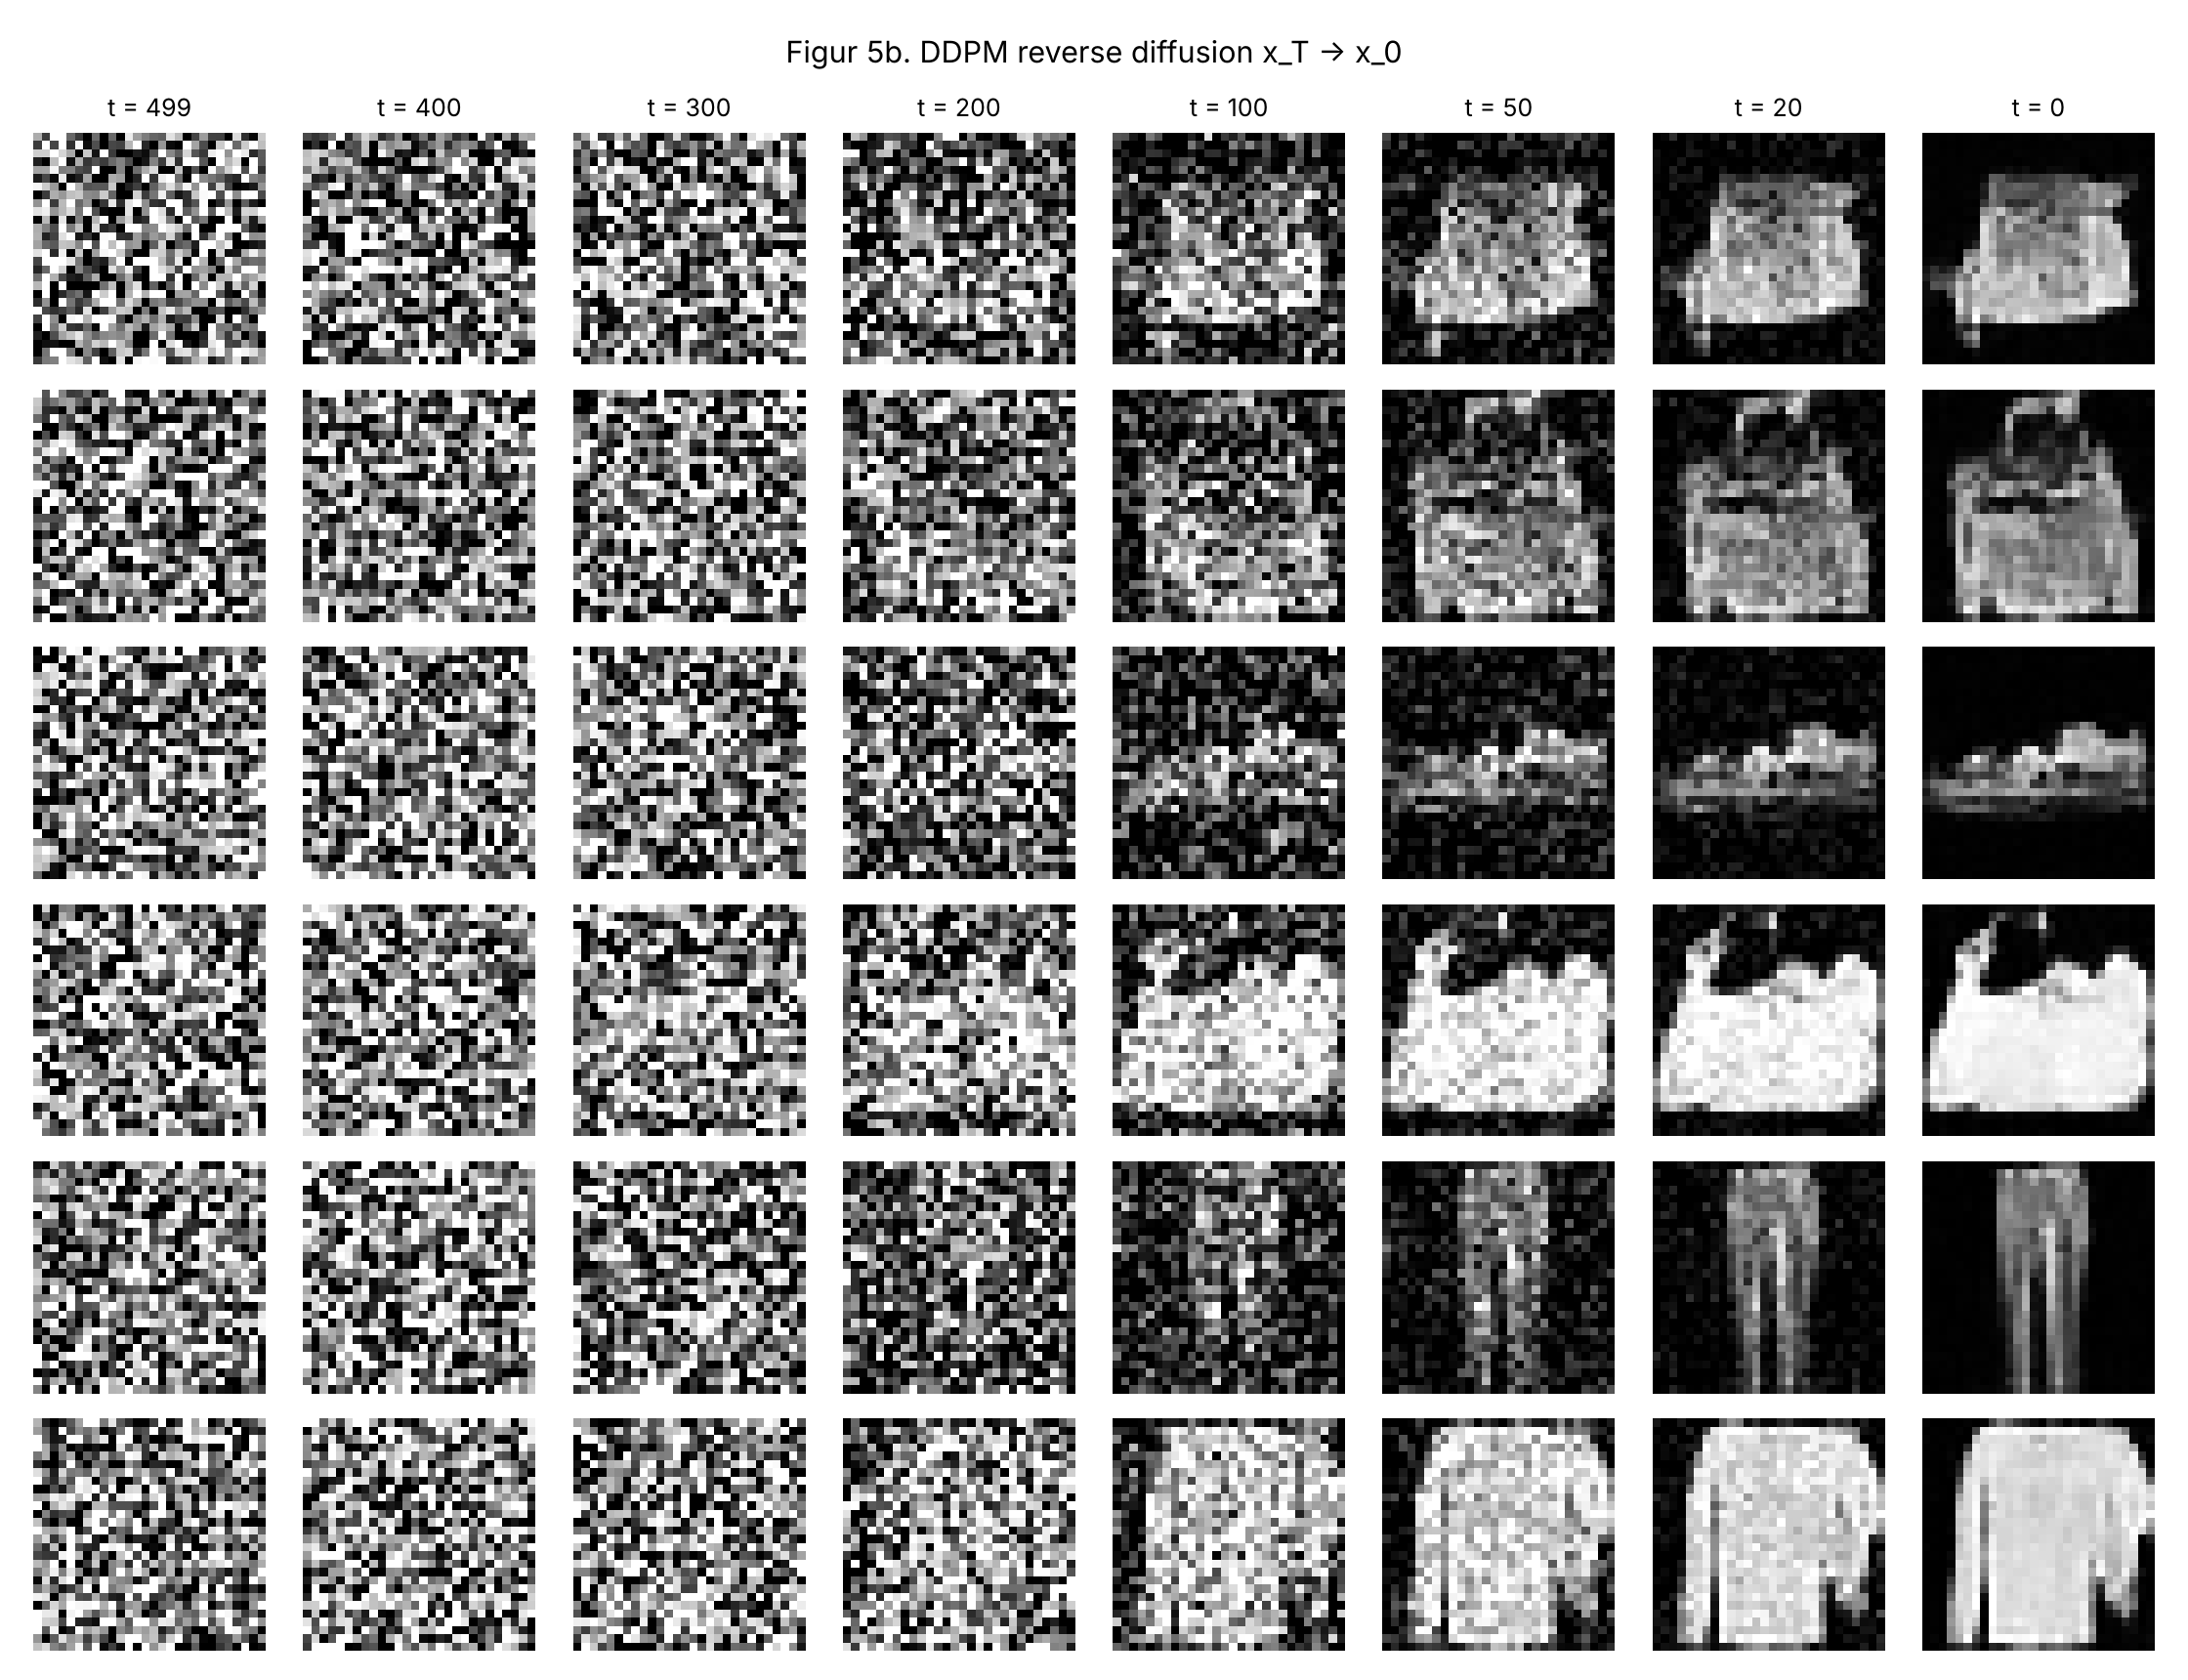 Figur 5b. DDPM reverse diffusion x_T → x_0
t = 499 t = 400 t = 300 t = 200 t = 100 t = 50 t = 20 t = 0